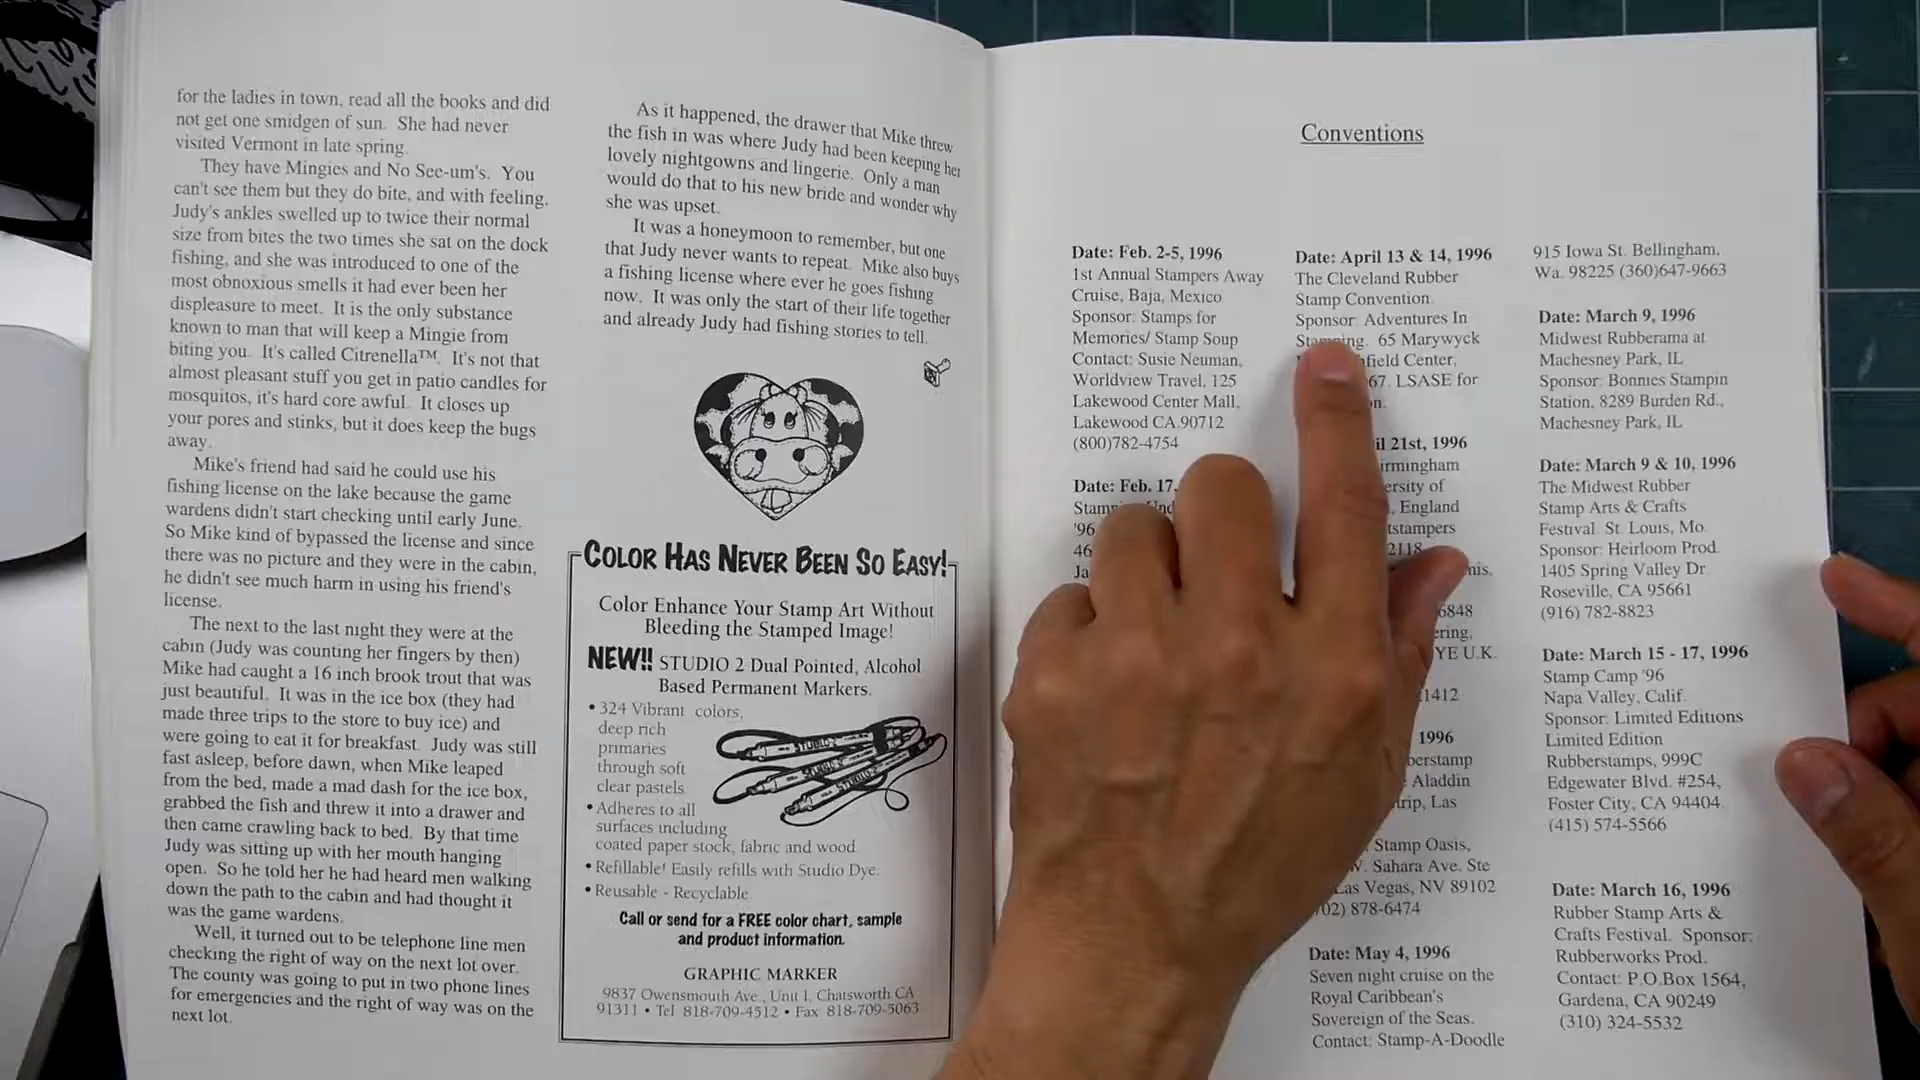 for the ladies in town, read all the books and did
not get one smidgen of sun. She had never
visited Vermont in late spring.
They have Mingies and No See-um's. You
can't see them but they do bite, and with feeling.
Judy's ankles swelled up to twice their normal
size from bites the two times she sat on the dock
fishing, and she was introduced to one of the
most obnoxious smells it had ever been her
displeasure to meet. It is the only substance
known to man that will keep a Mingie from
biting you. It's called Citrenella™. It's not that
almost pleasant stuff you get in patio candles for
mosquitos, it's hard core awful. It closes up
your pores and stinks, but it does keep the bugs
away.
Mike's friend had said he could use his
fishing license on the lake because the game
wardens didn't start checking until early June.
So Mike kind of bypassed the license and since
there was no picture and they were in the cabin,
he didn't see much harm in using his friend's
license.
The next to the last night they were at the
cabin (Judy was counting her fingers by then)
Mike had caught a 16 inch brook trout that was
just beautiful. It was in the ice box (they had
made three trips to the store to buy ice) and
were going to eat it for breakfast. Judy was still
fast asleep, before dawn, when Mike leaped
from the bed, made a mad dash for the ice box,
grabbed the fish and threw it into a drawer and
then came crawling back to bed. By that time
Judy was sitting up with her mouth hanging
open. So he told her he had heard men walking
down the path to the cabin and had thought it
was the game wardens.
Well, it turned out to be telephone line men
checking the right of way on the next lot over.
The county was going to put in two phone lines
for emergencies and the right of way was on the
next lot.
As it happened, the drawer that Mike threw
the fish in was where Judy had been keeping her
lovely nightgowns and lingerie. Only a man
would do that to his new bride and wonder why
she was upset.
It was a honeymoon to remember, but one
that Judy never wants to repeat. Mike also buys
a fishing license where ever he goes fishing
now. It was only the start of their life together
and already Judy had fishing stories to tell.
COLOR HAS NEVER BEEN SO EASY!
Color Enhance Your Stamp Art Without
Bleeding the Stamped Image!
NEW!! STUDIO 2 Dual Pointed, Alcohol
Based Permanent Markers.
• 324 Vibrant colors,
deep rich
primaries
through soft
clear pastels
STUDIO 2
STUDIO 2
STUDIO 2
• Adheres to all
surfaces including
coated paper stock, fabric and wood
• Refillable! Easily refills with Studio Dye.
• Reusable - Recyclable
Call or send for a FREE color chart, sample
and product information.
GRAPHIC MARKER
9837 Owensmouth Ave., Unit 1, Chatsworth CA
91311 • Tel 818-709-4512 • Fax 818-709-5063
Conventions
Date: Feb. 2-5, 1996
1st Annual Stampers Away
Cruise, Baja, Mexico
Sponsor: Stamps for
Memories/ Stamp Soup
Contact: Susie Neuman,
Worldview Travel, 125
Lakewood Center Mall,
Lakewood CA.90712
(800)782-4754
Date: Feb. 17,
'96
46
Date: April 13 & 14, 1996
The Cleveland Rubber
Stamp Convention.
Sponsor: Adventures In
Stamping. 65 Marywyck
Center,
67. LSASE for
21st, 1996
of
, England
2118
6848
YE U.K.
1412
1996
Aladdin
Las
Stamp Oasis,
W. Sahara Ave. Ste
Las Vegas, NV 89102
02) 878-6474
Date: May 4, 1996
Seven night cruise on the
Royal Caribbean's
Sovereign of the Seas.
Contact: Stamp-A-Doodle
915 Iowa St. Bellingham,
Wa. 98225 (360)647-9663
Date: March 9, 1996
Midwest Rubberama at
Machesney Park, IL
Sponsor: Bonnies Stampin
Station, 8289 Burden Rd.,
Machesney Park, IL
Date: March 9 & 10, 1996
The Midwest Rubber
Stamp Arts & Crafts
Festival. St. Louis, Mo.
Sponsor: Heirloom Prod.
1405 Spring Valley Dr
Roseville, CA 95661
(916) 782-8823
Date: March 15 - 17, 1996
Stamp Camp '96
Napa Valley, Calif.
Sponsor: Limited Editions
Limited Edition
Rubberstamps, 999C
Edgewater Blvd. #254,
Foster City, CA 94404.
(415) 574-5566
Date: March 16, 1996
Rubber Stamp Arts &
Crafts Festival. Sponsor:
Rubberworks Prod.
Contact: P.O.Box 1564,
Gardena, CA 90249
(310) 324-5532